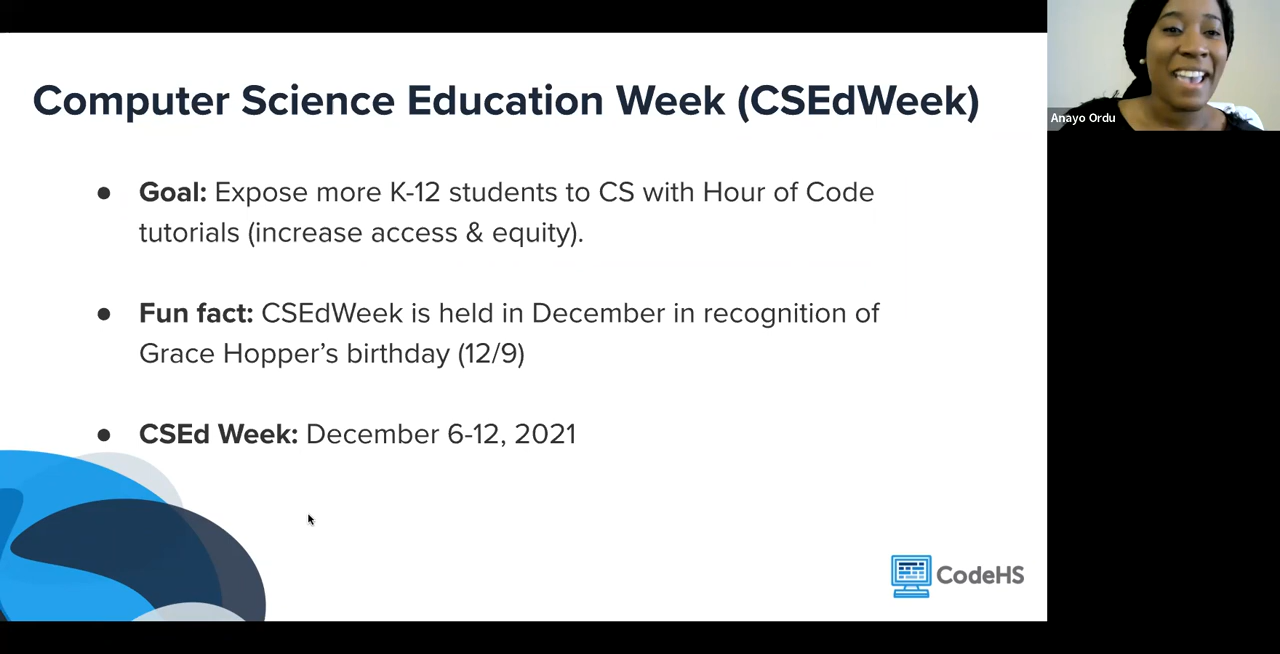 Computer Science Education Week (CSEdWeek)
● Goal: Expose more K-12 students to CS with Hour of Code
tutorials (increase access & equity).
● Fun fact: CSEdWeek is held in December in recognition of
Grace Hopper's birthday (12/9)
● CSEd Week: December 6-12, 2021
CodeHS
Anayo Ordu